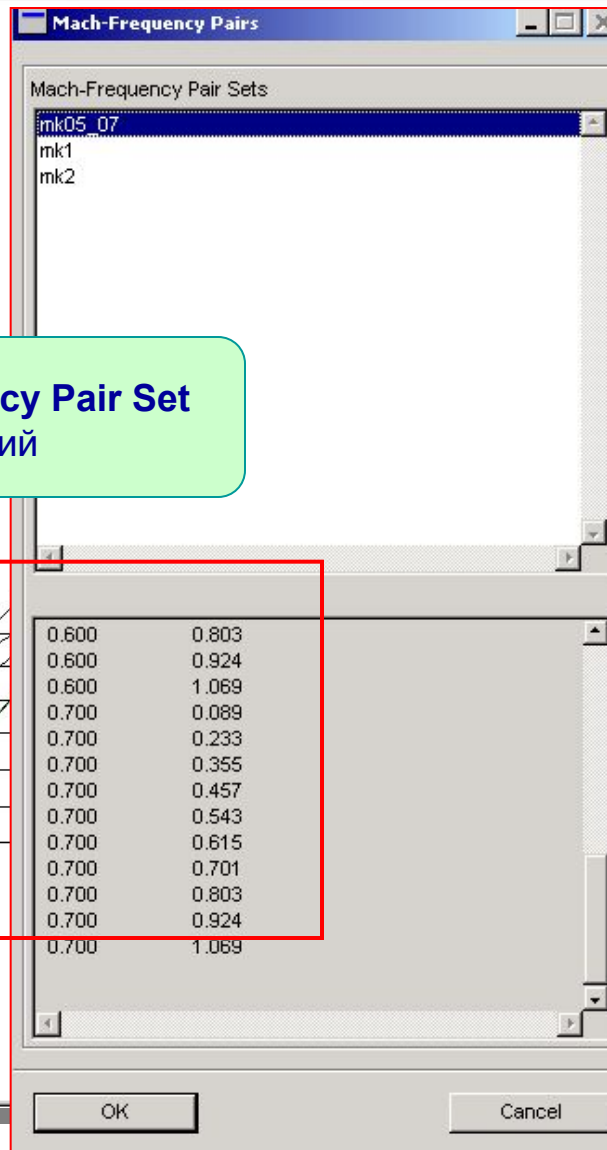 Mach-Frequency Pairs
Mach-Frequency Pair Sets
mk05_07
mk1
mk2
cy Pair Set
ий
0.600 0.803
0.600 0.924
0.600 1.069
0.700 0.089
0.700 0.233
0.700 0.355
0.700 0.457
0.700 0.543
0.700 0.615
0.700 0.701
0.700 0.803
0.700 0.924
0.700 1.069
OK Cancel